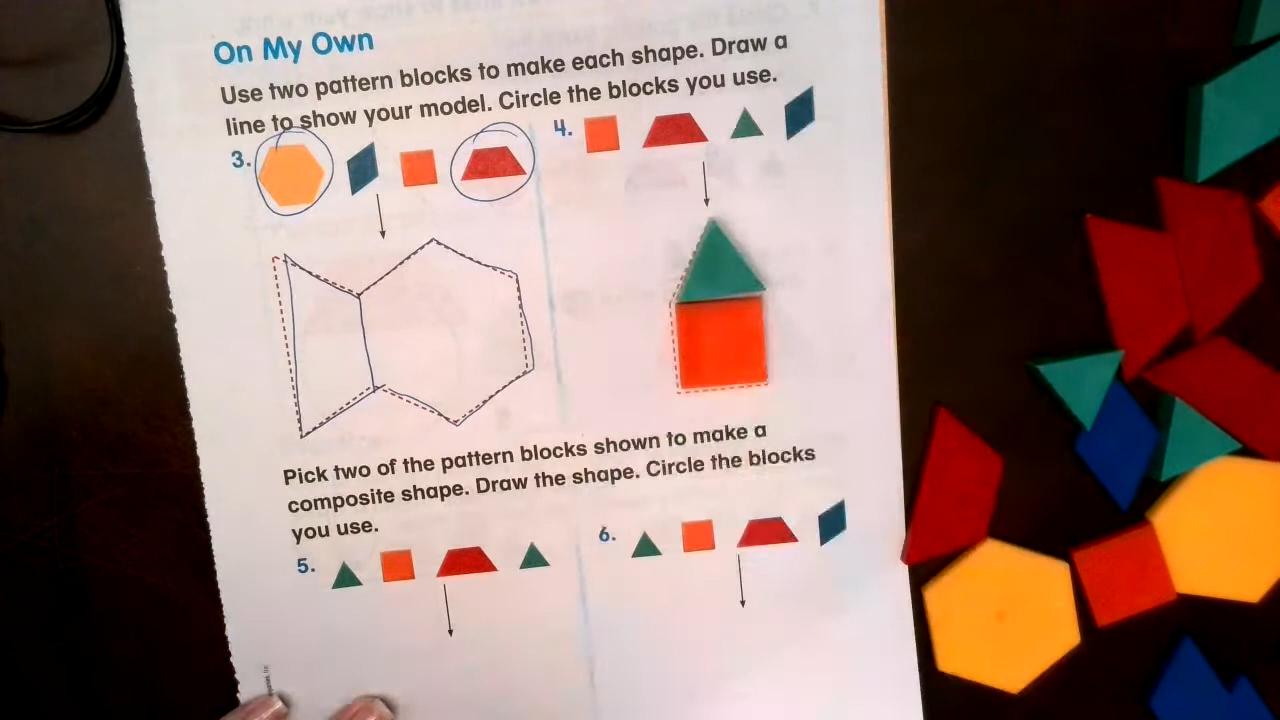 On My Own
Use two pattern blocks to make each shape. Draw a
line to show your model. Circle the blocks you use.
3.
4.
Pick two of the pattern blocks shown to make a
composite shape. Draw the shape. Circle the blocks
you use.
5.
6.